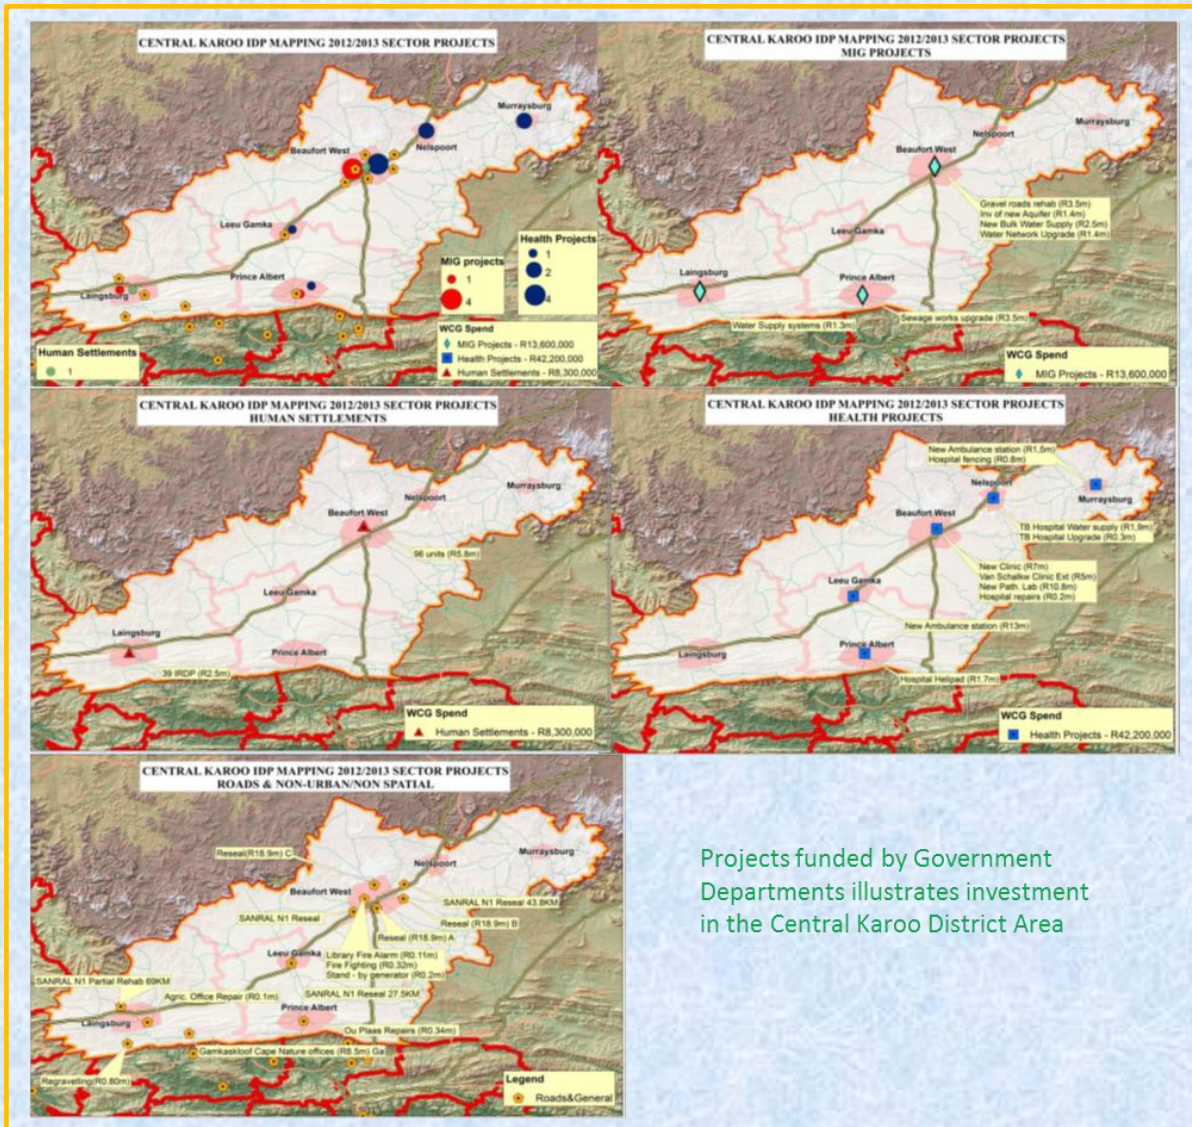 CENTRAL KAROO IDP MAPPING 2012/2013 SECTOR PROJECTS
Murraysburg
Nelspoort
Beaufort West
Leeu Gamka
Prince Albert
Laingsburg
Health Projects
1
2
4
MIG projects
1
4
WCG Spend
MIG Projects - R13,600,000
Health Projects - R42,200,000
Human Settlements - R8,300,000
Human Settlements
1
CENTRAL KAROO IDP MAPPING 2012/2013 SECTOR PROJECTS
MIG PROJECTS
Murraysburg
Nelspoort
Beaufort West
Gravel roads rehab (R3.5m)
Inv of new Aquifer (R1.4m)
New Bulk Water Supply (R2.5m)
Water Network Upgrade (R1.4m)
Leeu Gamka
Laingsburg
Prince Albert
Sewage works upgrade (R3.5m)
Water Supply systems (R1.3m)
WCG Spend
MIG Projects - R13,600,000
CENTRAL KAROO IDP MAPPING 2012/2013 SECTOR PROJECTS
HUMAN SETTLEMENTS
Murraysburg
Nelspoort
Beaufort West
96 units (R5.8m)
Leeu Gamka
Laingsburg
Prince Albert
39 IRDP (R2.5m)
WCG Spend
Human Settlements - R8,300,000
CENTRAL KAROO IDP MAPPING 2012/2013 SECTOR PROJECTS
HEALTH PROJECTS
New Ambulance station (R1,5m)
Hospital fencing (R0.8m)
Nelspoort
Murraysburg
Beaufort West
TB Hospital Water supply (R1,9m)
TB Hospital Upgrade (R0.3m)
New Clinic (R7m)
Van Schalkw Clinic Ext (R5m)
New Path. Lab (R10.8m)
Hospital repairs (R0.2m)
Leeu Gamka
New Ambulance station (R13m)
Laingsburg
Prince Albert
Hospital Helipad (R1.7m)
WCG Spend
Health Projects - R42,200,000
CENTRAL KAROO IDP MAPPING 2012/2013 SECTOR PROJECTS
ROADS & NON-URBAN/NON SPATIAL
Reseal(R18.9m) C
Murraysburg
Nelspoort
Beaufort West
SANRAL N1 Reseal 43.8KM
SANRAL N1 Reseal
Reseal (R18.9m) B
Reseal (R18.9m) A
Leeu Gamka
Library Fire Alarm (R0.11m)
Fire Fighting (R0.32m)
Stand - by generator (R0.2m)
SANRAL N1 Partial Rehab 69KM
Agric. Office Repair (R0.1m)
SANRAL N1 Reseal 27.5KM
Prince Albert
Laingsburg
Ou Plaas Repairs (R0.34m)
Gamkaskloof Cape Nature offices (R8.5m) Ga
Regravelling(R0.80m)
Legend
Roads&General
Projects funded by Government
Departments illustrates investment
in the Central Karoo District Area